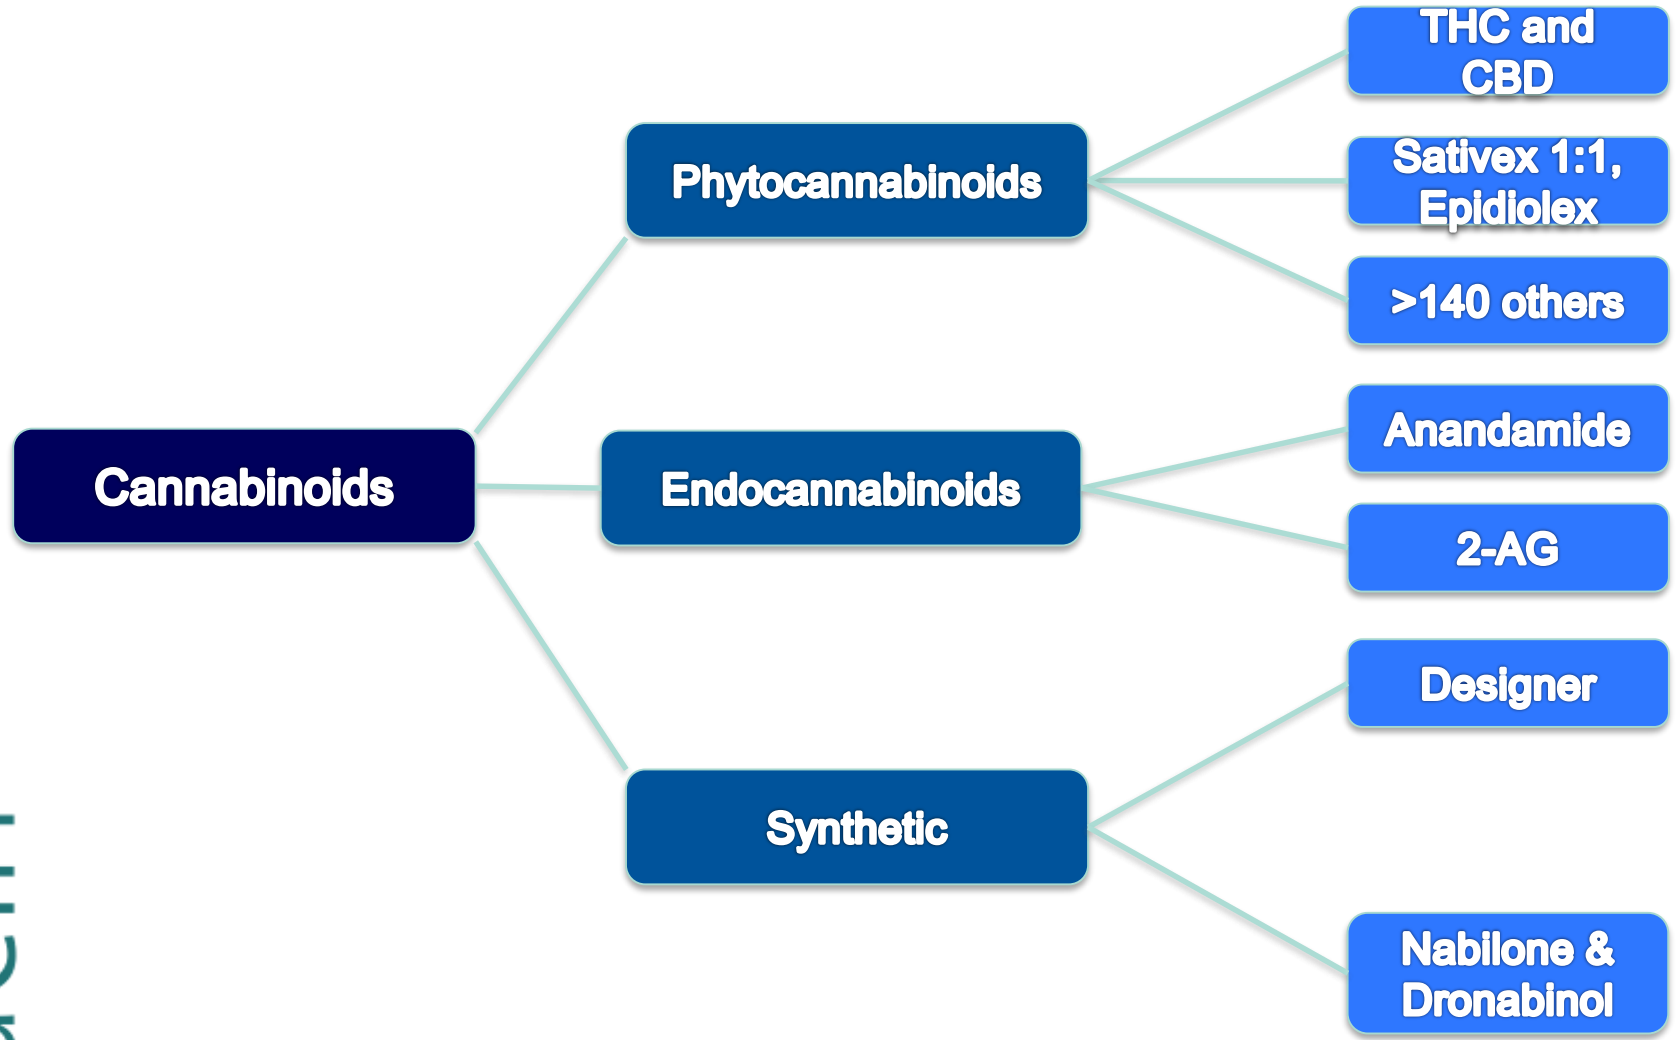 THC and
CBD
Phytocannabinoids
Sativex 1:1,
Epidiolex
>140 others
Cannabinoids
Endocannabinoids
Anandamide
2-AG
Synthetic
Designer
Nabilone &
Dronabinol